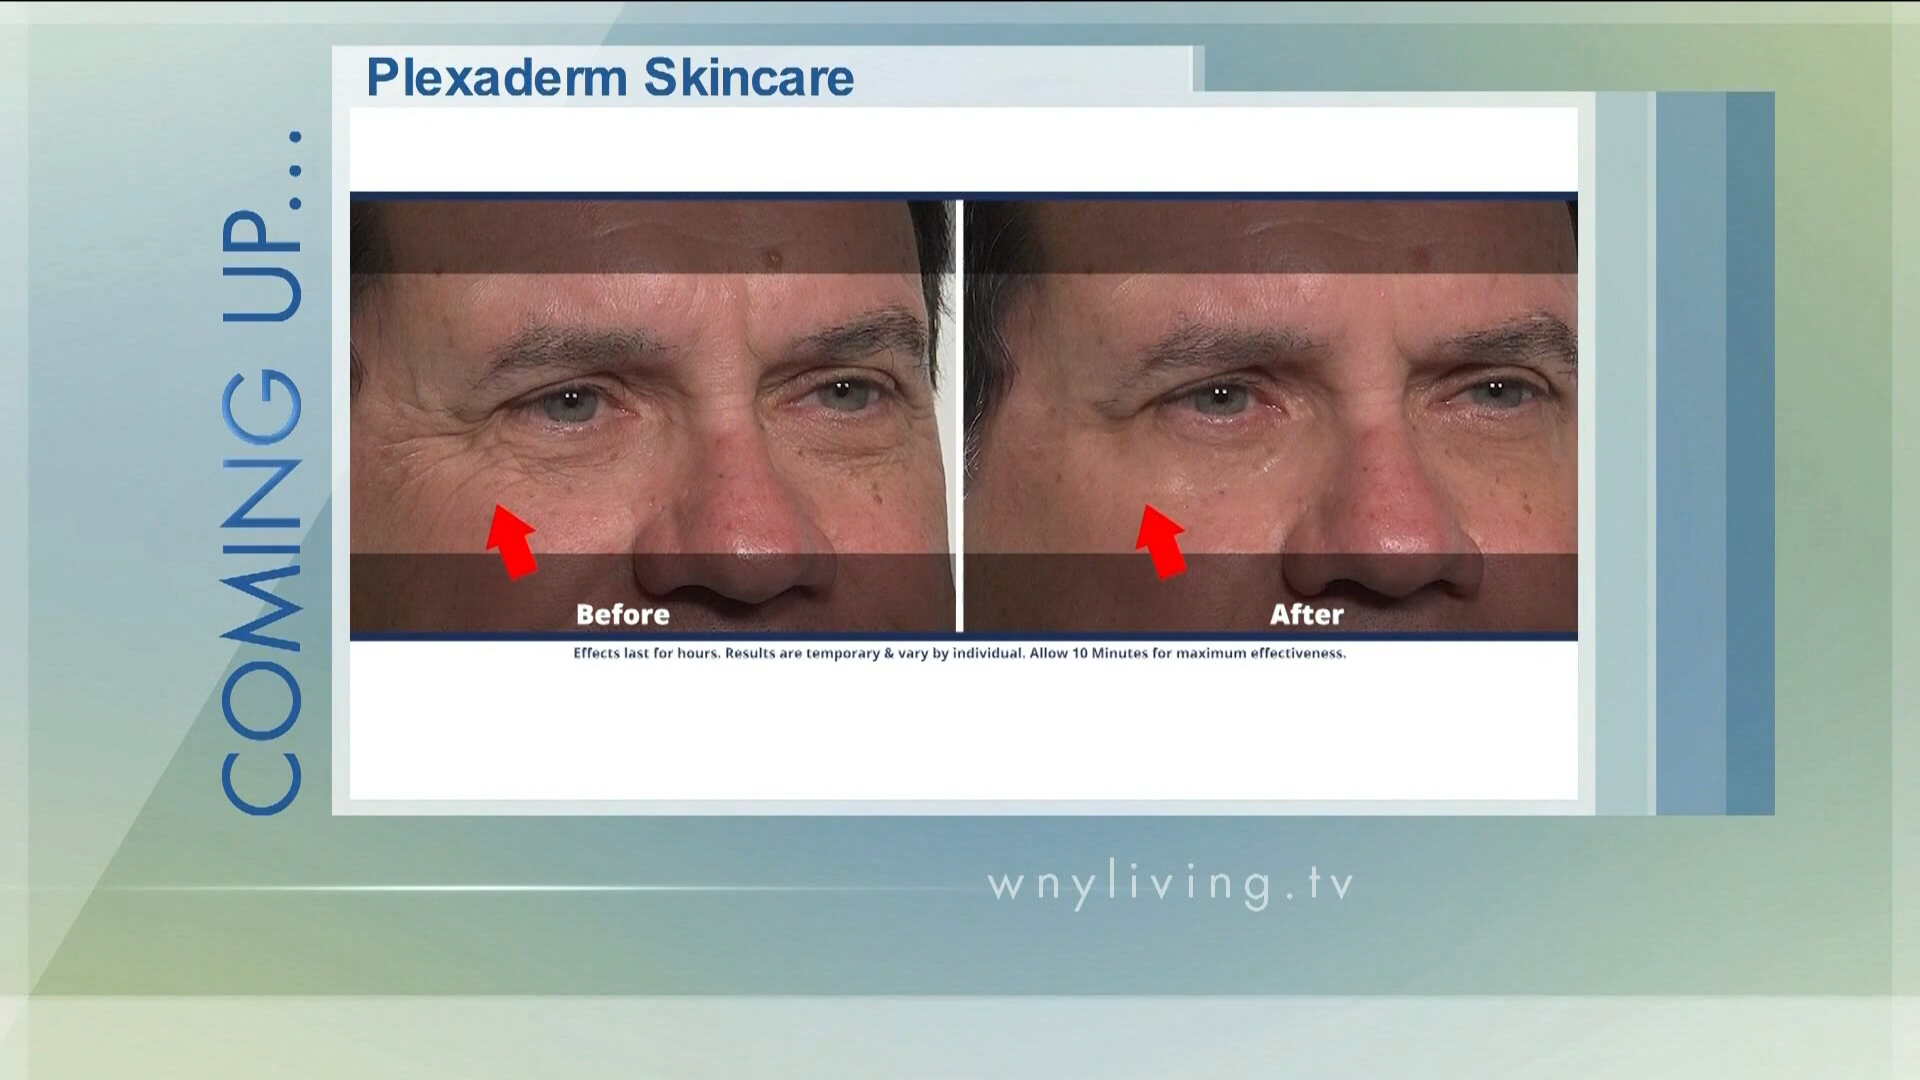 Plexaderm Skincare
COMING UP...
Before
After
Effects last for hours. Results are temporary & vary by individual. Allow 10 Minutes for maximum effectiveness.
wnyliving.tv